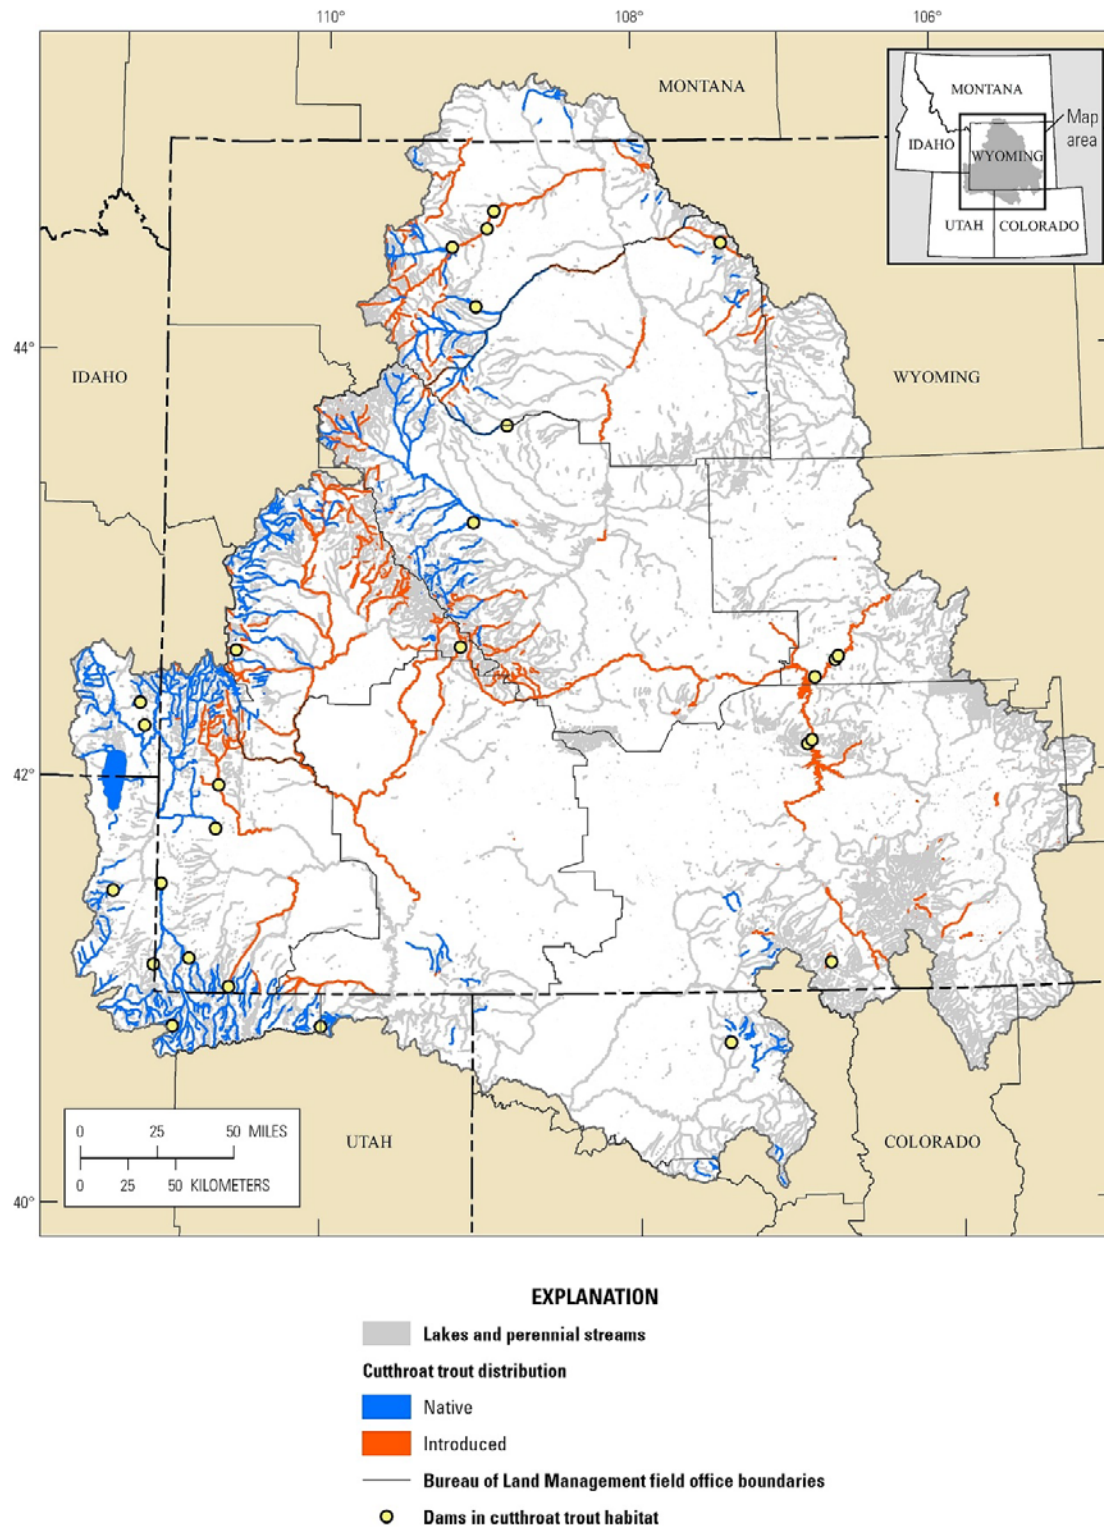 110°
108°
106°
MONTANA
MONTANA
Map
area
IDAHO
WYOMING
UTAH
COLORADO
44°
IDAHO
WYOMING
42°
0 25 50 MILES
0 25 50 KILOMETERS
UTAH
COLORADO
40°
EXPLANATION
Lakes and perennial streams
Cutthroat trout distribution
Native
Introduced
Bureau of Land Management field office boundaries
Dams in cutthroat trout habitat